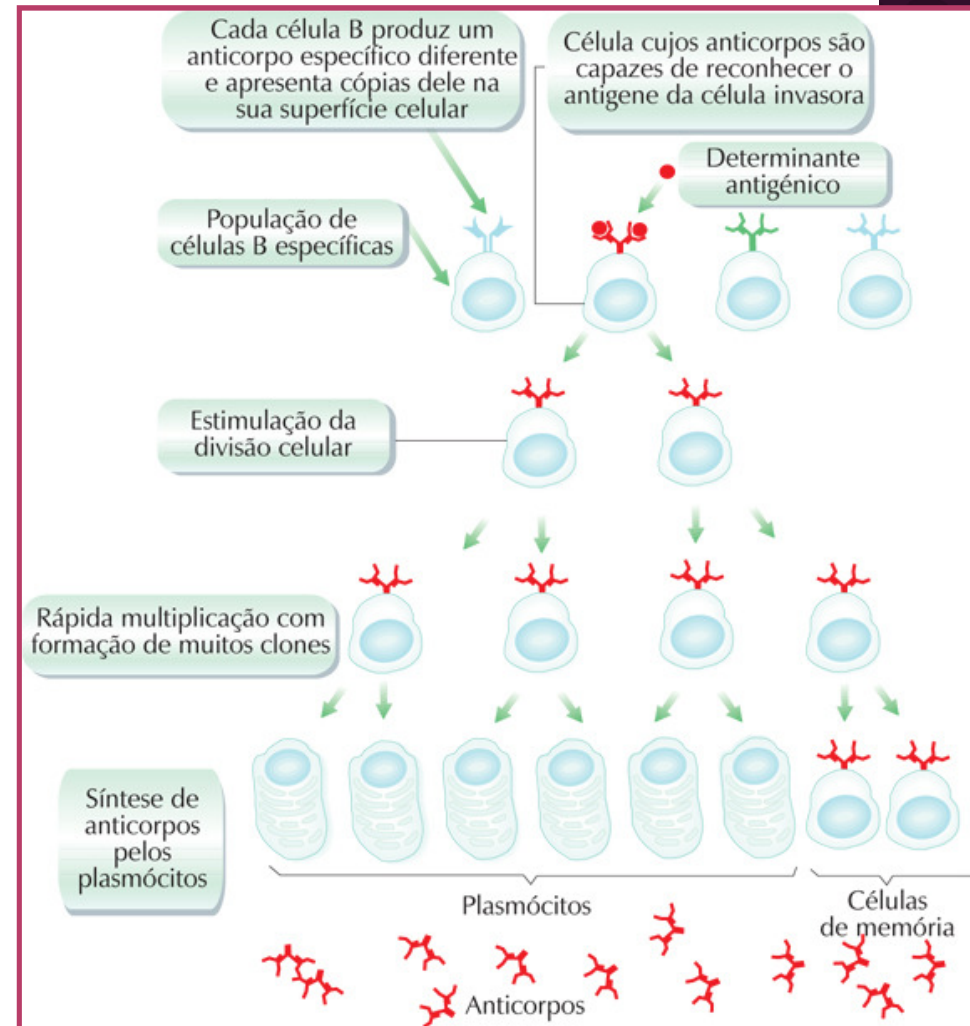 Cada célula B produz um
anticorpo específico diferente
e apresenta cópias dele na
sua superfície celular
Célula cujos anticorpos são
capazes de reconhecer o
antígene da célula invasora
Determinante
antigénico
População de
células B específicas
Estimulação da
divisão celular
Rápida multiplicação com
formação de muitos clones
Síntese de
anticorpos
pelos
plasmócitos
Plasmócitos
Células
de memória
Anticorpos